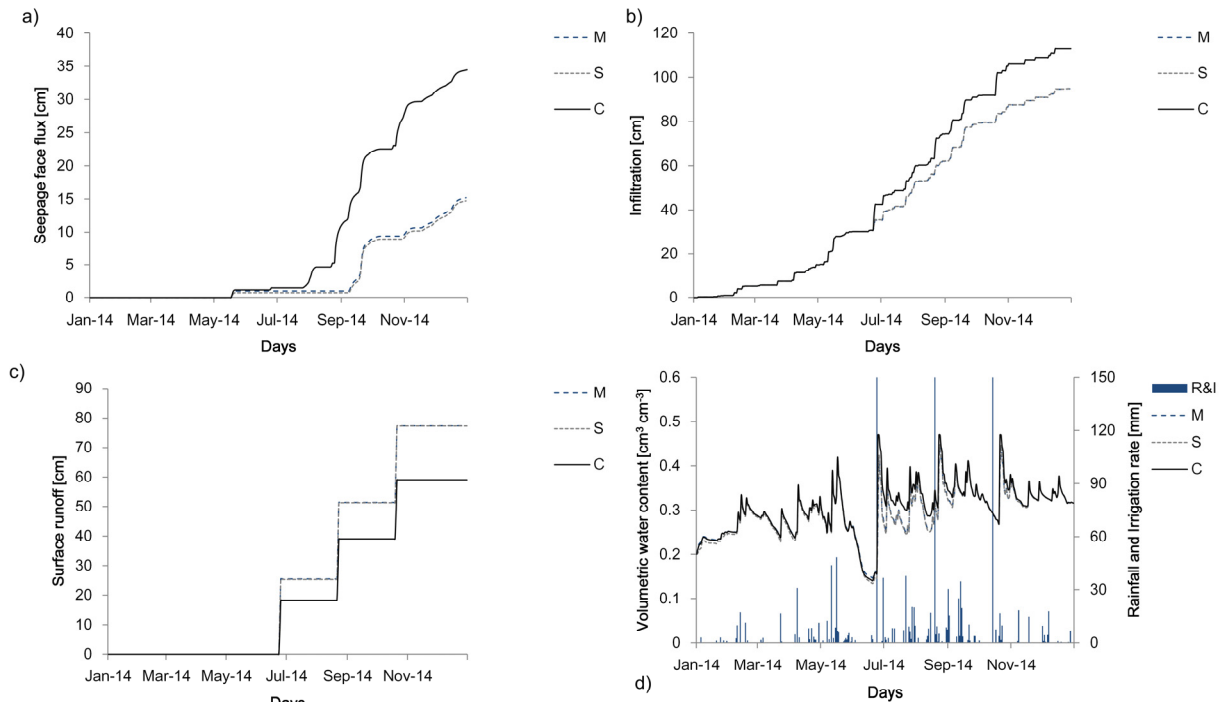 a)
40
35
30
25
20
15
10
5
0
Seepage face flux [cm]
Jan-14 Mar-14 May-14 Jul-14 Sep-14 Nov-14
Days
M
S
C
b)
120
100
80
60
40
20
0
Infiltration [cm]
Jan-14 Mar-14 May-14 Jul-14 Sep-14 Nov-14
Days
M
S
C
c)
90
80
70
60
50
40
30
20
10
0
Surface runoff [cm]
Jan-14 Mar-14 May-14 Jul-14 Sep-14 Nov-14
Days
M
S
C
0.6
0.5
0.4
0.3
0.2
0.1
0
Volumetric water content [cm³ cm⁻³]
150
120
90
60
30
0
Rainfall and Irrigation rate [mm]
Jan-14 Mar-14 May-14 Jul-14 Sep-14 Nov-14
d)
Days
R&I
M
S
C